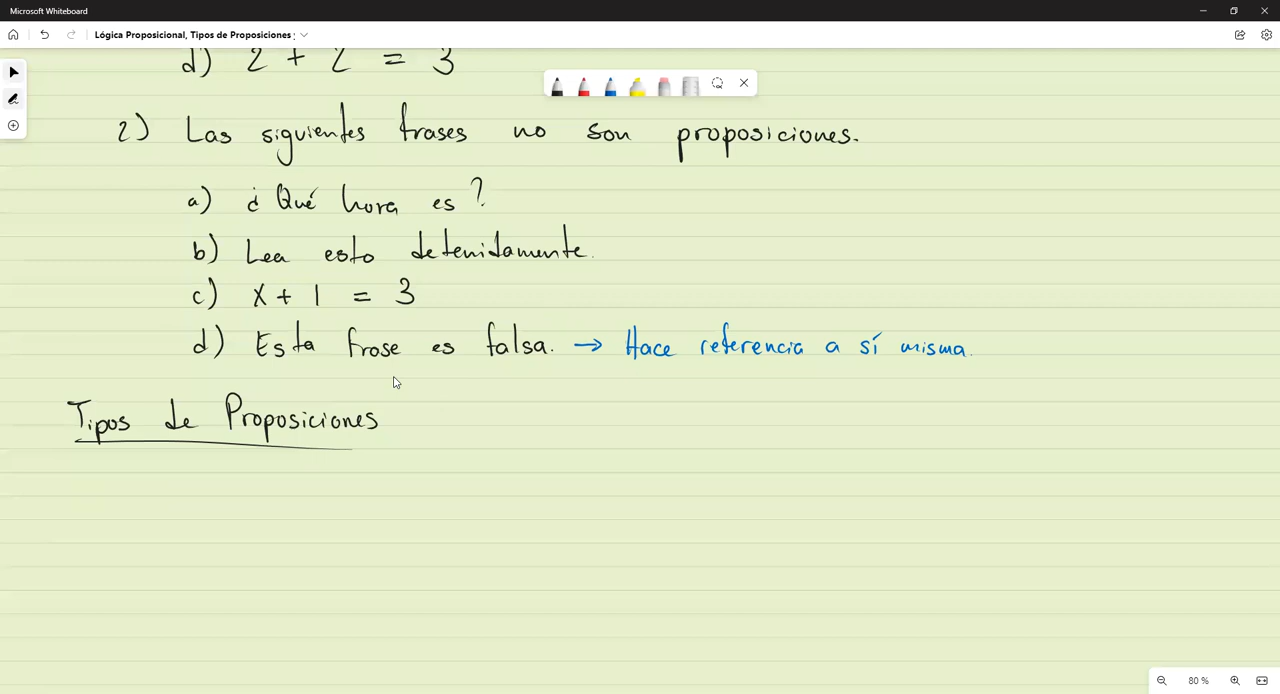 Microsoft Whiteboard
Lógica Proposicional, Tipos de Proposiciones
d) 2 + 2 = 3
2) Las siguientes frases no son proposiciones.
a) ¿Qué hora es?
b) Lea esto detenidamente.
c) x + 1 = 3
d) Esta frase es falsa. → Hace referencia a sí misma.
Tipos de Proposiciones
80 %